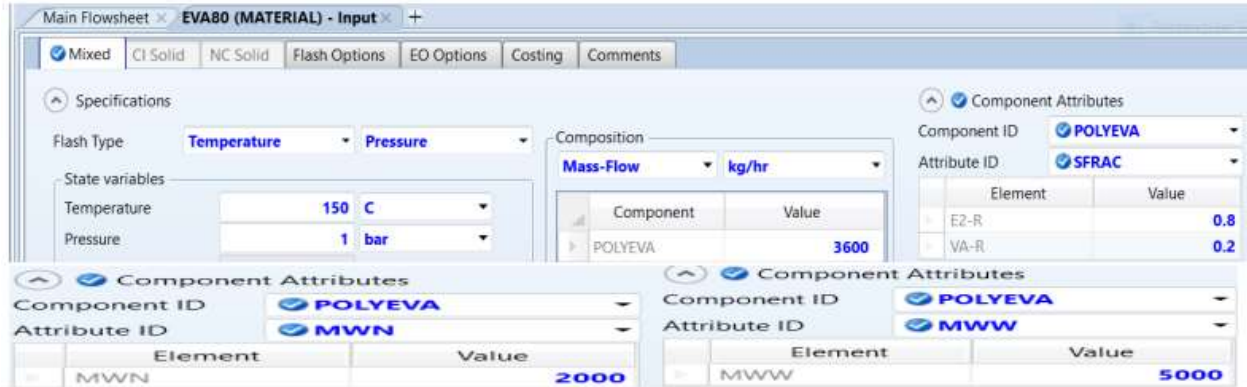 Main Flowsheet × EVA80 (MATERIAL) - Input × +
Mixed CI Solid NC Solid Flash Options EO Options Costing Comments
Specifications
Component Attributes
Flash Type Temperature Pressure
Composition
Component ID POLYEVA
Mass-Flow kg/hr
Attribute ID SFRAC
State variables
Element Value
Temperature 150 C
Component Value
E2-R 0.8
Pressure 1 bar
POLYEVA 3600
VA-R 0.2
Component Attributes
Component ID POLYEVA
Attribute ID MWN
Element Value
MWN 2000
Component Attributes
Component ID POLYEVA
Attribute ID MWW
Element Value
MWW 5000